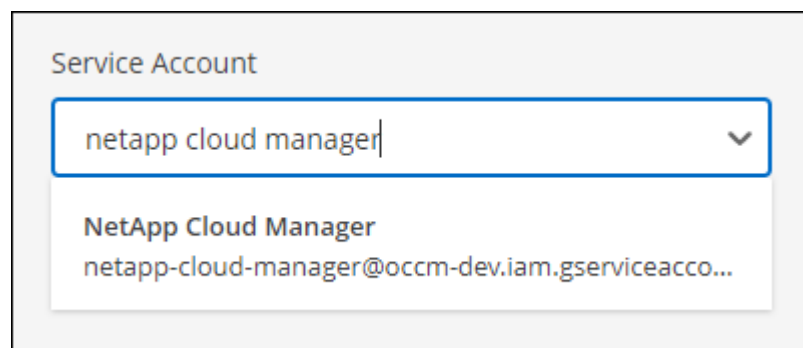 Service Account
netapp cloud manager
NetApp Cloud Manager
netapp-cloud-manager@occm-dev.iam.gserviceacco...